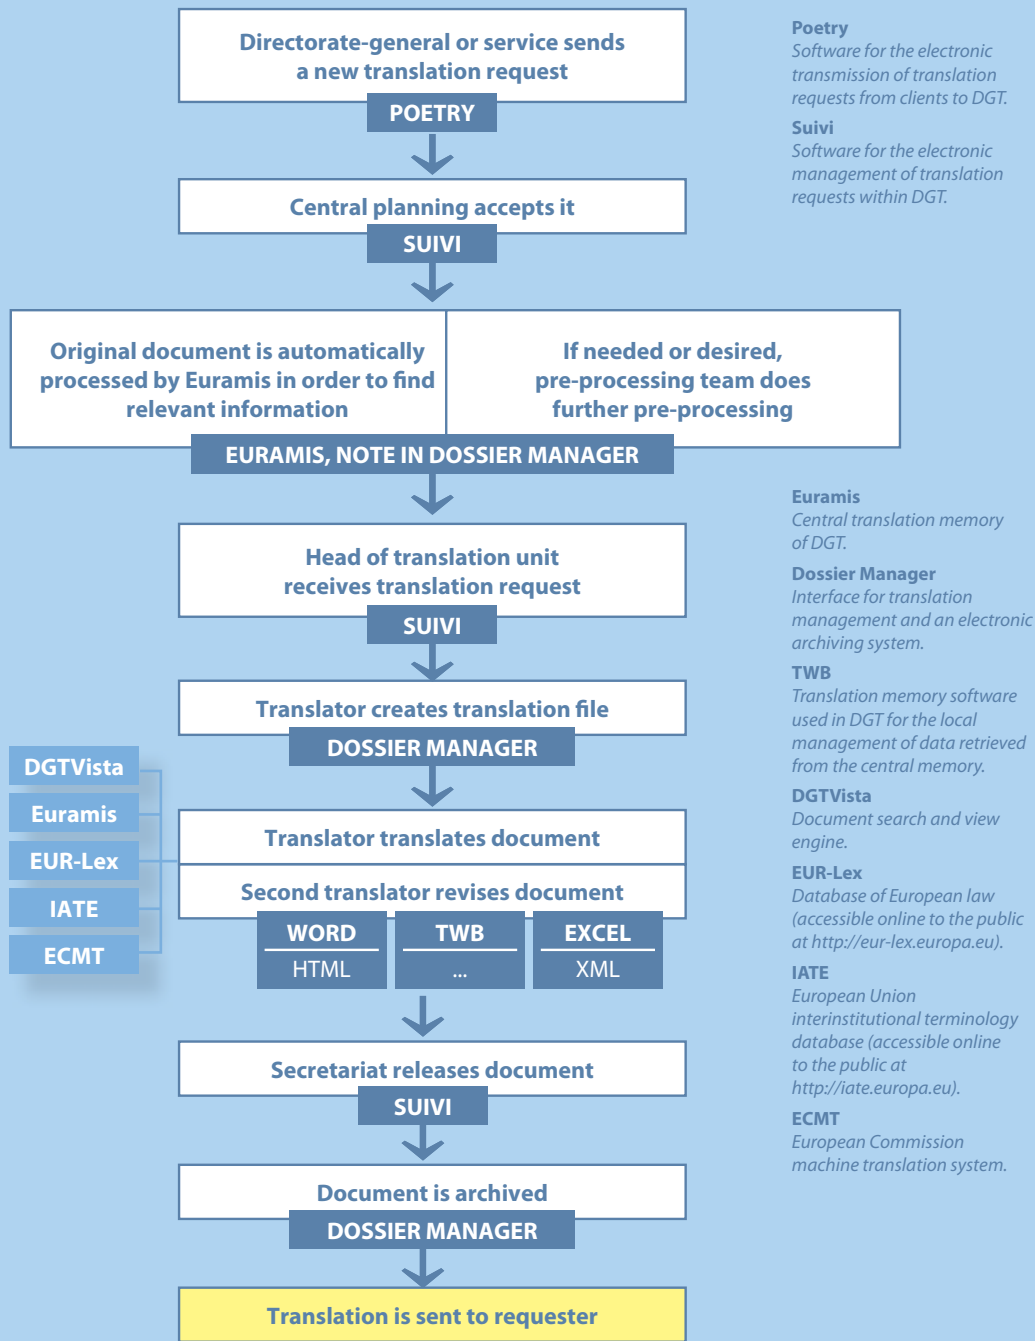 Directorate-general or service sends
a new translation request
POETRY
Central planning accepts it
SUIVI
Original document is automatically
processed by Euramis in order to find
relevant information
If needed or desired,
pre-processing team does
further pre-processing
EURAMIS, NOTE IN DOSSIER MANAGER
Head of translation unit
receives translation request
SUIVI
Translator creates translation file
DOSSIER MANAGER
DGTVista
Euramis
EUR-Lex
IATE
ECMT
Translator translates document
Second translator revises document
WORD
HTML
TWB
...
EXCEL
XML
Secretariat releases document
SUIVI
Document is archived
DOSSIER MANAGER
Translation is sent to requester
Poetry
Software for the electronic
transmission of translation
requests from clients to DGT.
Suivi
Software for the electronic
management of translation
requests within DGT.
Euramis
Central translation memory
of DGT.
Dossier Manager
Interface for translation
management and an electronic
archiving system.
TWB
Translation memory software
used in DGT for the local
management of data retrieved
from the central memory.
DGTVista
Document search and view
engine.
EUR-Lex
Database of European law
(accessible online to the public
at http://eur-lex.europa.eu).
IATE
European Union
interinstitutional terminology
database (accessible online
to the public at
http://iate.europa.eu).
ECMT
European Commission
machine translation system.